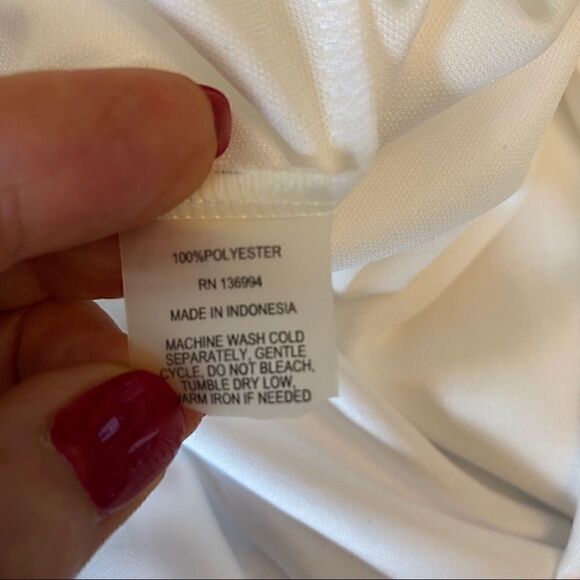 100%POLYESTER
RN 136994
MADE IN INDONESIA
MACHINE WASH COLD
SEPARATELY, GENTLE
CYCLE, DO NOT BLEACH,
TUMBLE DRY LOW,
WARM IRON IF NEEDED